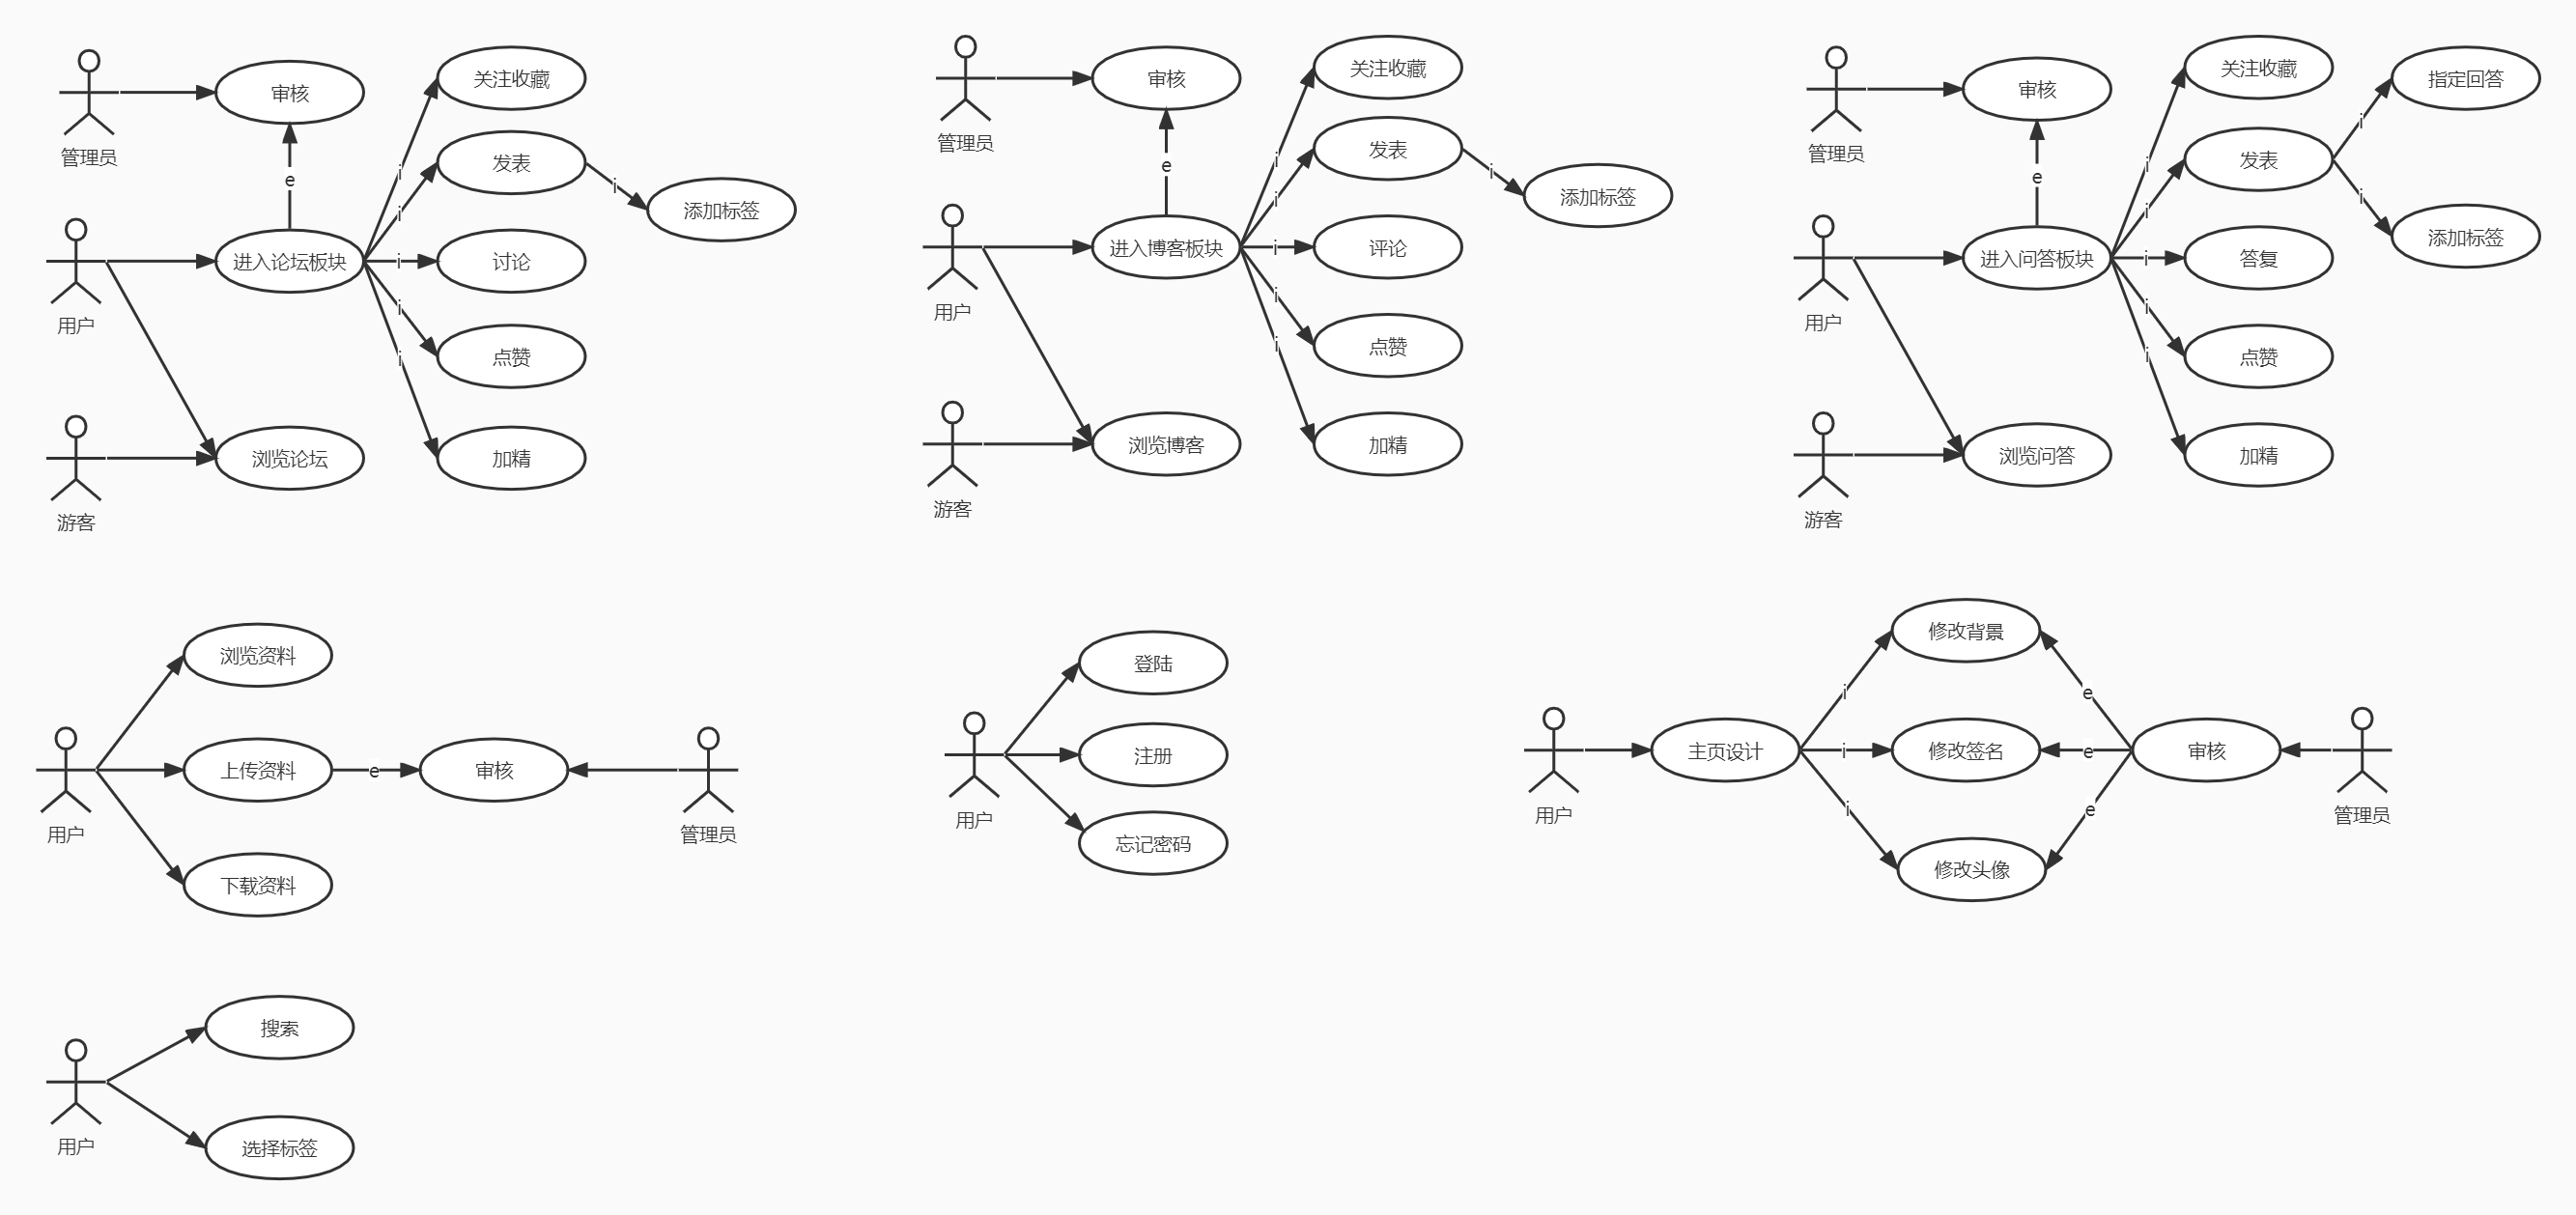 管理员
审核
关注收藏
发表
添加标签
e
i
i
i
i
i
i
用户
进入论坛板块
讨论
点赞
游客
浏览论坛
加精
管理员
审核
关注收藏
发表
添加标签
e
i
i
i
i
i
i
用户
进入博客板块
评论
点赞
游客
浏览博客
加精
管理员
审核
关注收藏
指定回答
发表
添加标签
e
i
i
i
i
i
i
i
用户
进入问答板块
答复
点赞
游客
浏览问答
加精
浏览资料
用户
上传资料
e
审核
管理员
下载资料
登陆
用户
注册
忘记密码
修改背景
i
e
用户
主页设计
i
修改签名
e
审核
管理员
i
e
修改头像
搜索
用户
选择标签